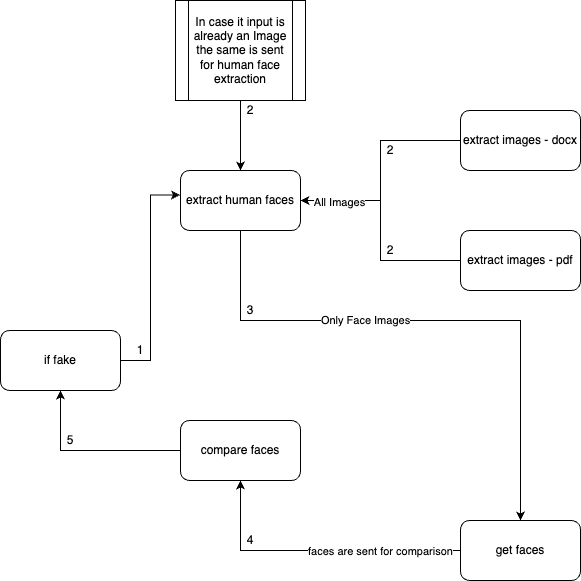 In case it input is
already an Image
the same is sent
for human face
extraction
2
extract images - docx
2
extract human faces
All Images
2
extract images - pdf
3
Only Face Images
1
if fake
5
compare faces
4
faces are sent for comparison
get faces